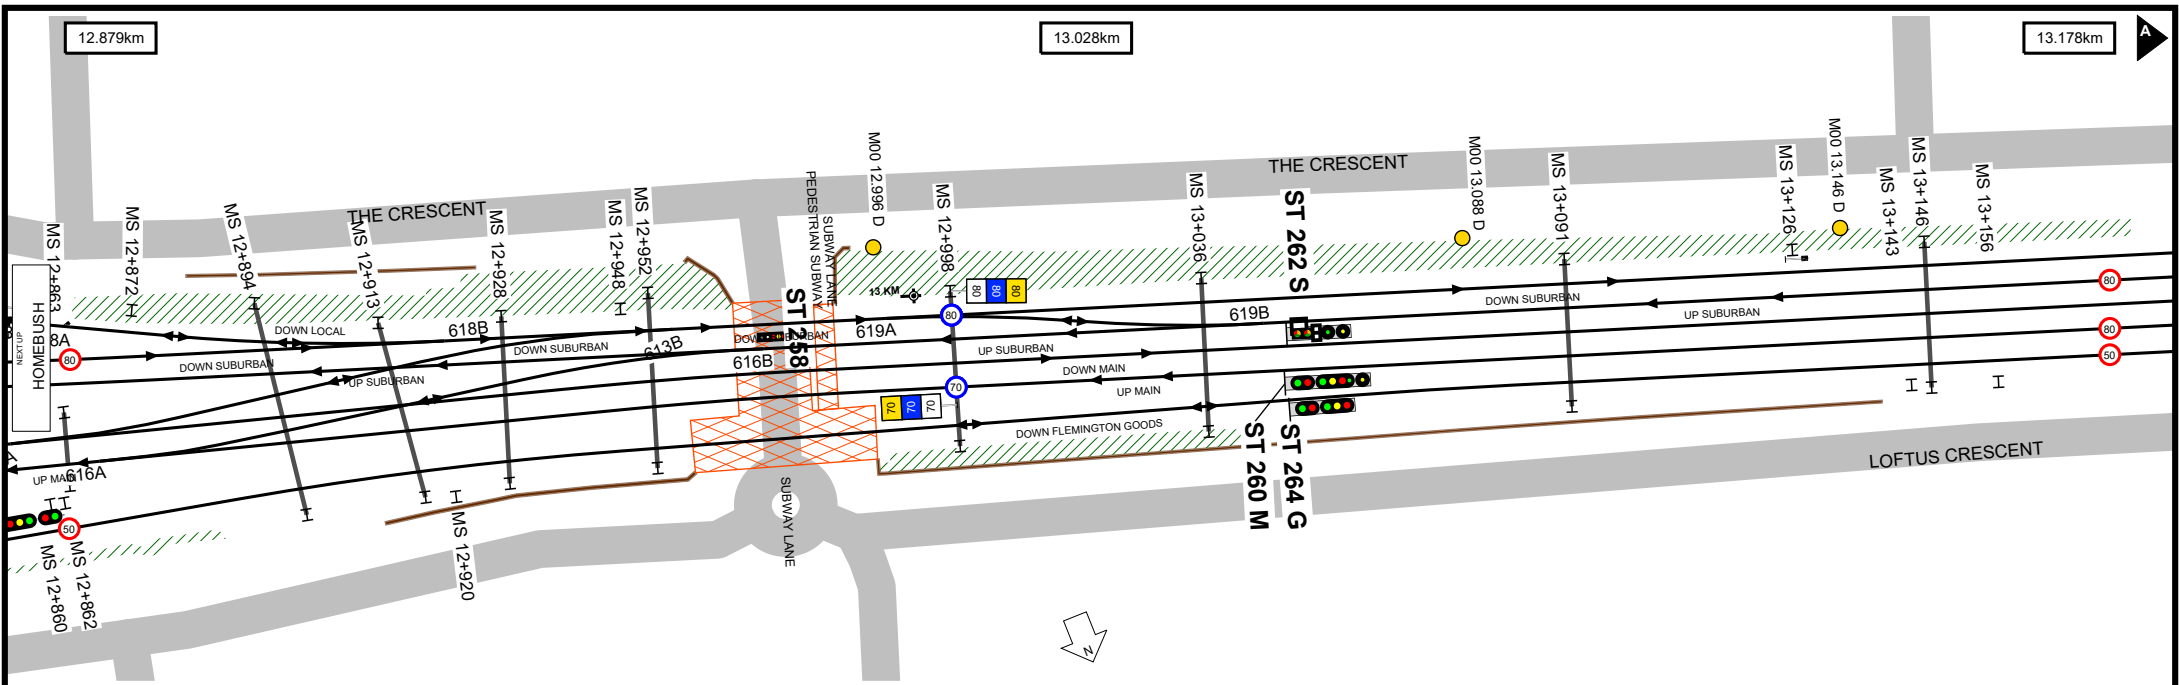 12.879km
13.028km
13.178km
A
THE CRESCENT
THE CRESCENT
MS 12+863
MS 12+872
MS 12+894
MS 12+913
MS 12+928
MS 12+948
MS 12+952
PEDESTRIAN SUBWAY
SUBWAY LANE
M00 12.996 D
MS 12+998
MS 13+036
ST 262 S
M00 13.088 D
MS 13+091
MS 13+126
M00 13.146 D
MS 13+143
MS 13+146
MS 13+156
NEXT UP
HOMEBUSH
8A
80
DOWN LOCAL
618B
DOWN SUBURBAN
UP SUBURBAN
DOWN SUBURBAN
613B
DOWN SUBURBAN
616B
ST 258
13 KM
619A
80
80
80
80
UP SUBURBAN
DOWN MAIN
UP MAIN
70
70
70
70
DOWN FLEMINGTON GOODS
619B
DOWN SUBURBAN
UP SUBURBAN
80
80
50
UP MAIN
616A
50
MS 12+860
MS 12+862
MS 12+920
SUBWAY LANE
ST 260 M
ST 264 G
LOFTUS CRESCENT
N